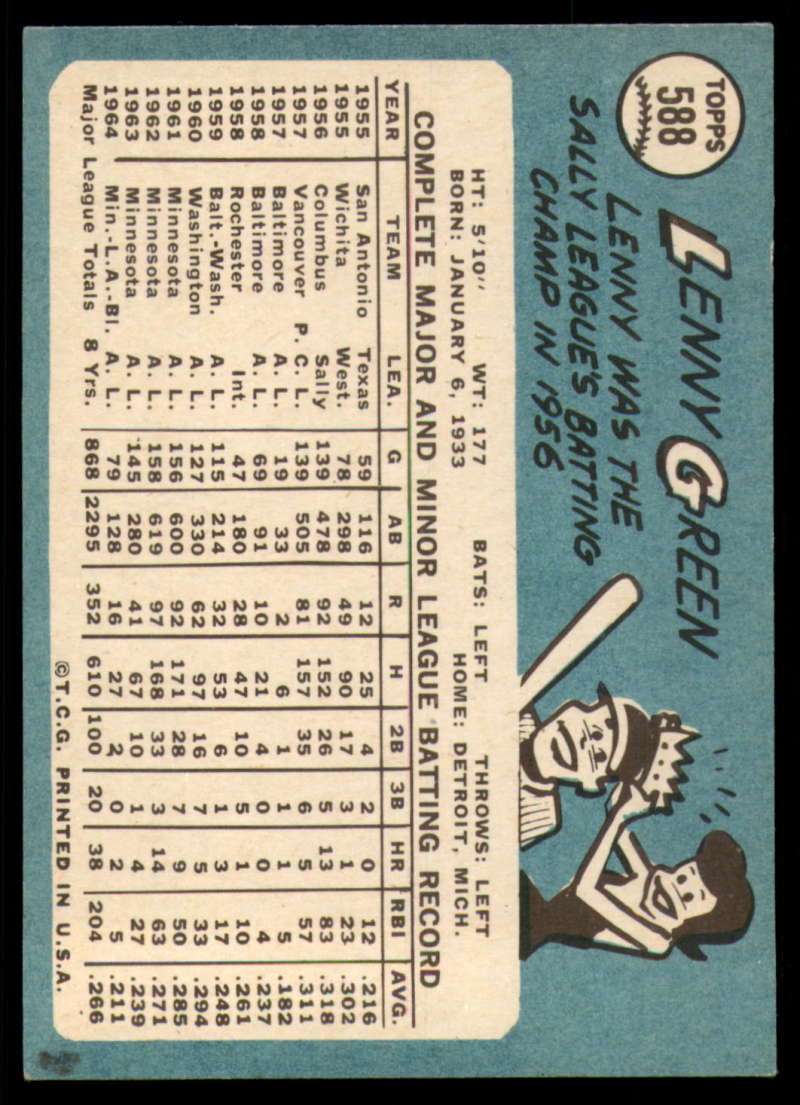 TOPPS
588
LENNY GREEN
LENNY WAS THE
SALLY LEAGUE'S BATTING
CHAMP IN 1956
HT: 5'10" WT: 177 BATS: LEFT THROWS: LEFT
BORN: JANUARY 6, 1933 HOME: DETROIT, MICH.
COMPLETE MAJOR AND MINOR LEAGUE BATTING RECORD
YEAR TEAM LEA. G AB R H 2B 3B HR RBI AVG.
1955 San Antonio Texas 59 116 12 25 4 2 0 12 .216
1955 Wichita West. 78 298 49 90 17 3 1 23 .302
1956 Columbus Sally 139 478 92 152 26 5 13 83 .318
1957 Vancouver P. C. L. 139 505 81 157 35 6 5 57 .311
1957 Baltimore A. L. 19 33 2 6 1 1 1 5 .182
1958 Baltimore A. L. 69 91 10 21 4 0 0 4 .237
1958 Rochester Int. 47 180 28 47 10 5 1 10 .261
1959 Balt.-Wash. A. L. 115 214 32 53 6 1 3 17 .248
1960 Washington A. L. 127 330 62 97 16 7 5 33 .294
1961 Minnesota A. L. 156 600 92 171 28 7 9 50 .285
1962 Minnesota A. L. 158 619 97 168 33 3 14 63 .271
1963 Minnesota A. L. 145 280 41 67 10 1 4 27 .239
1964 Min.-L.A.-Bl. A. L. 79 128 16 27 2 0 2 5 .211
Major League Totals 8 Yrs. 868 2295 352 610 100 20 38 204 .266
©T.C.G. PRINTED IN U.S.A.